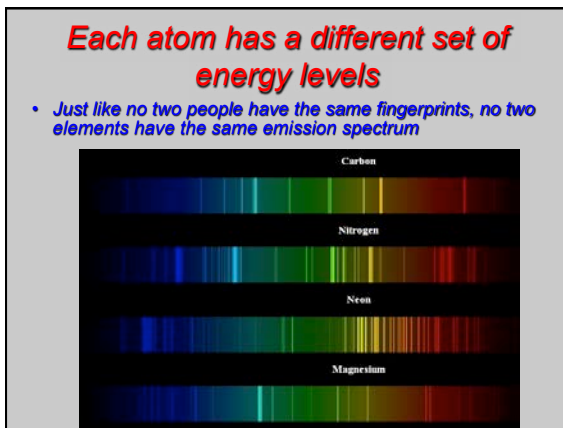 Each atom has a different set of
energy levels
• Just like no two people have the same fingerprints, no two
elements have the same emission spectrum
Carbon
Nitrogen
Neon
Magnesium